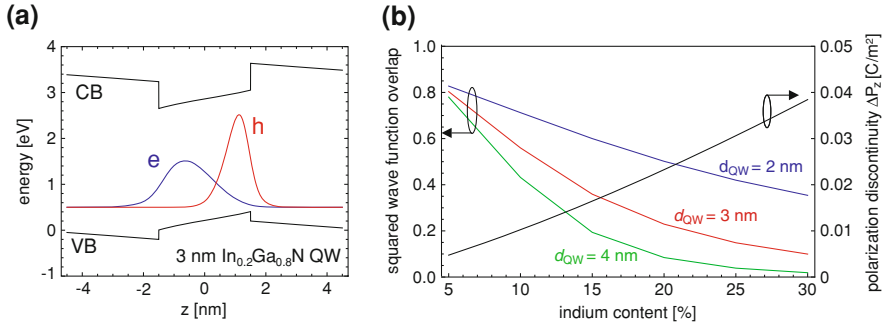 (a)
4
3
2
1
0
-1
energy [eV]
CB
e
h
VB
3 nm In0.2Ga0.8N QW
-4 -2 0 2 4
z [nm]
(b)
1.0
0.8
0.6
0.4
0.2
0.0
squared wave function overlap
dQW = 2 nm
dQW = 3 nm
dQW = 4 nm
5 10 15 20 25 30
indium content [%]
0.05
0.04
0.03
0.02
0.01
0
polarization discontinuity ΔPz [C/m²]